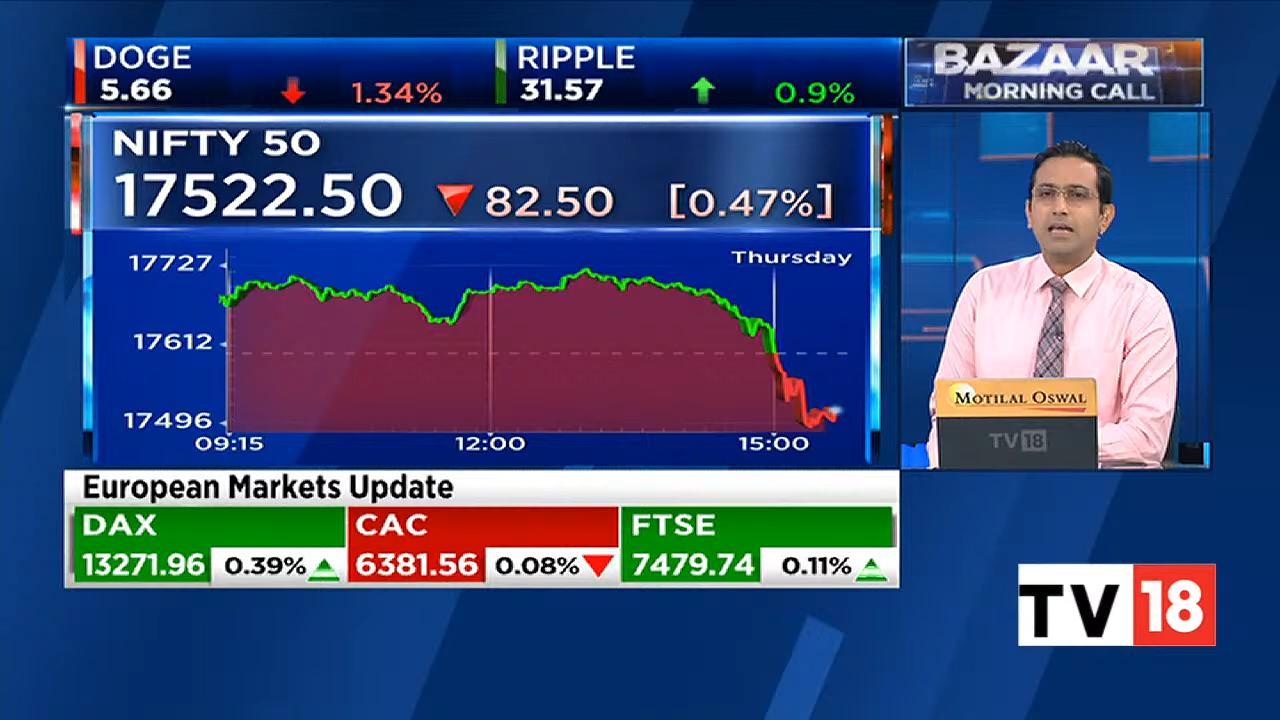 DOGE
5.66 1.34%
RIPPLE
31.57 0.9%
BAZAAR
MORNING CALL
NIFTY 50
17522.50 82.50 [0.47%]
Thursday
17727
17612
17496
09:15 12:00 15:00
MOTILAL OSWAL
TV18
European Markets Update
DAX
13271.96 0.39%
CAC
6381.56 0.08%
FTSE
7479.74 0.11%
TV 18